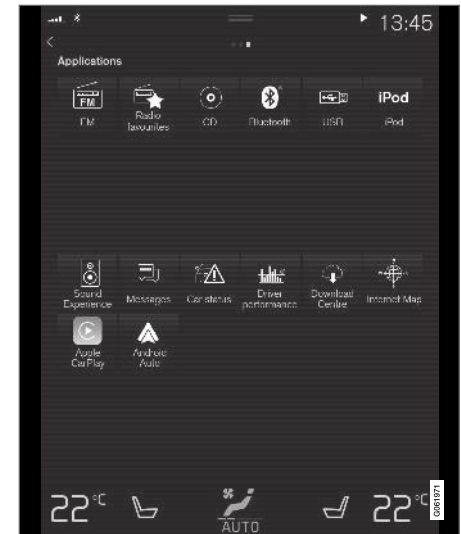 13:45
Applications
FM
iPod
FM
Radio
favourites
CD
Bluetooth
USB
iPod
Sound
Experience
Messages
Car status
Driver
performance
Download
Centre
Internet Map
Apple
CarPlay
Android
Auto
22°C
AUTO
22°C
G061971